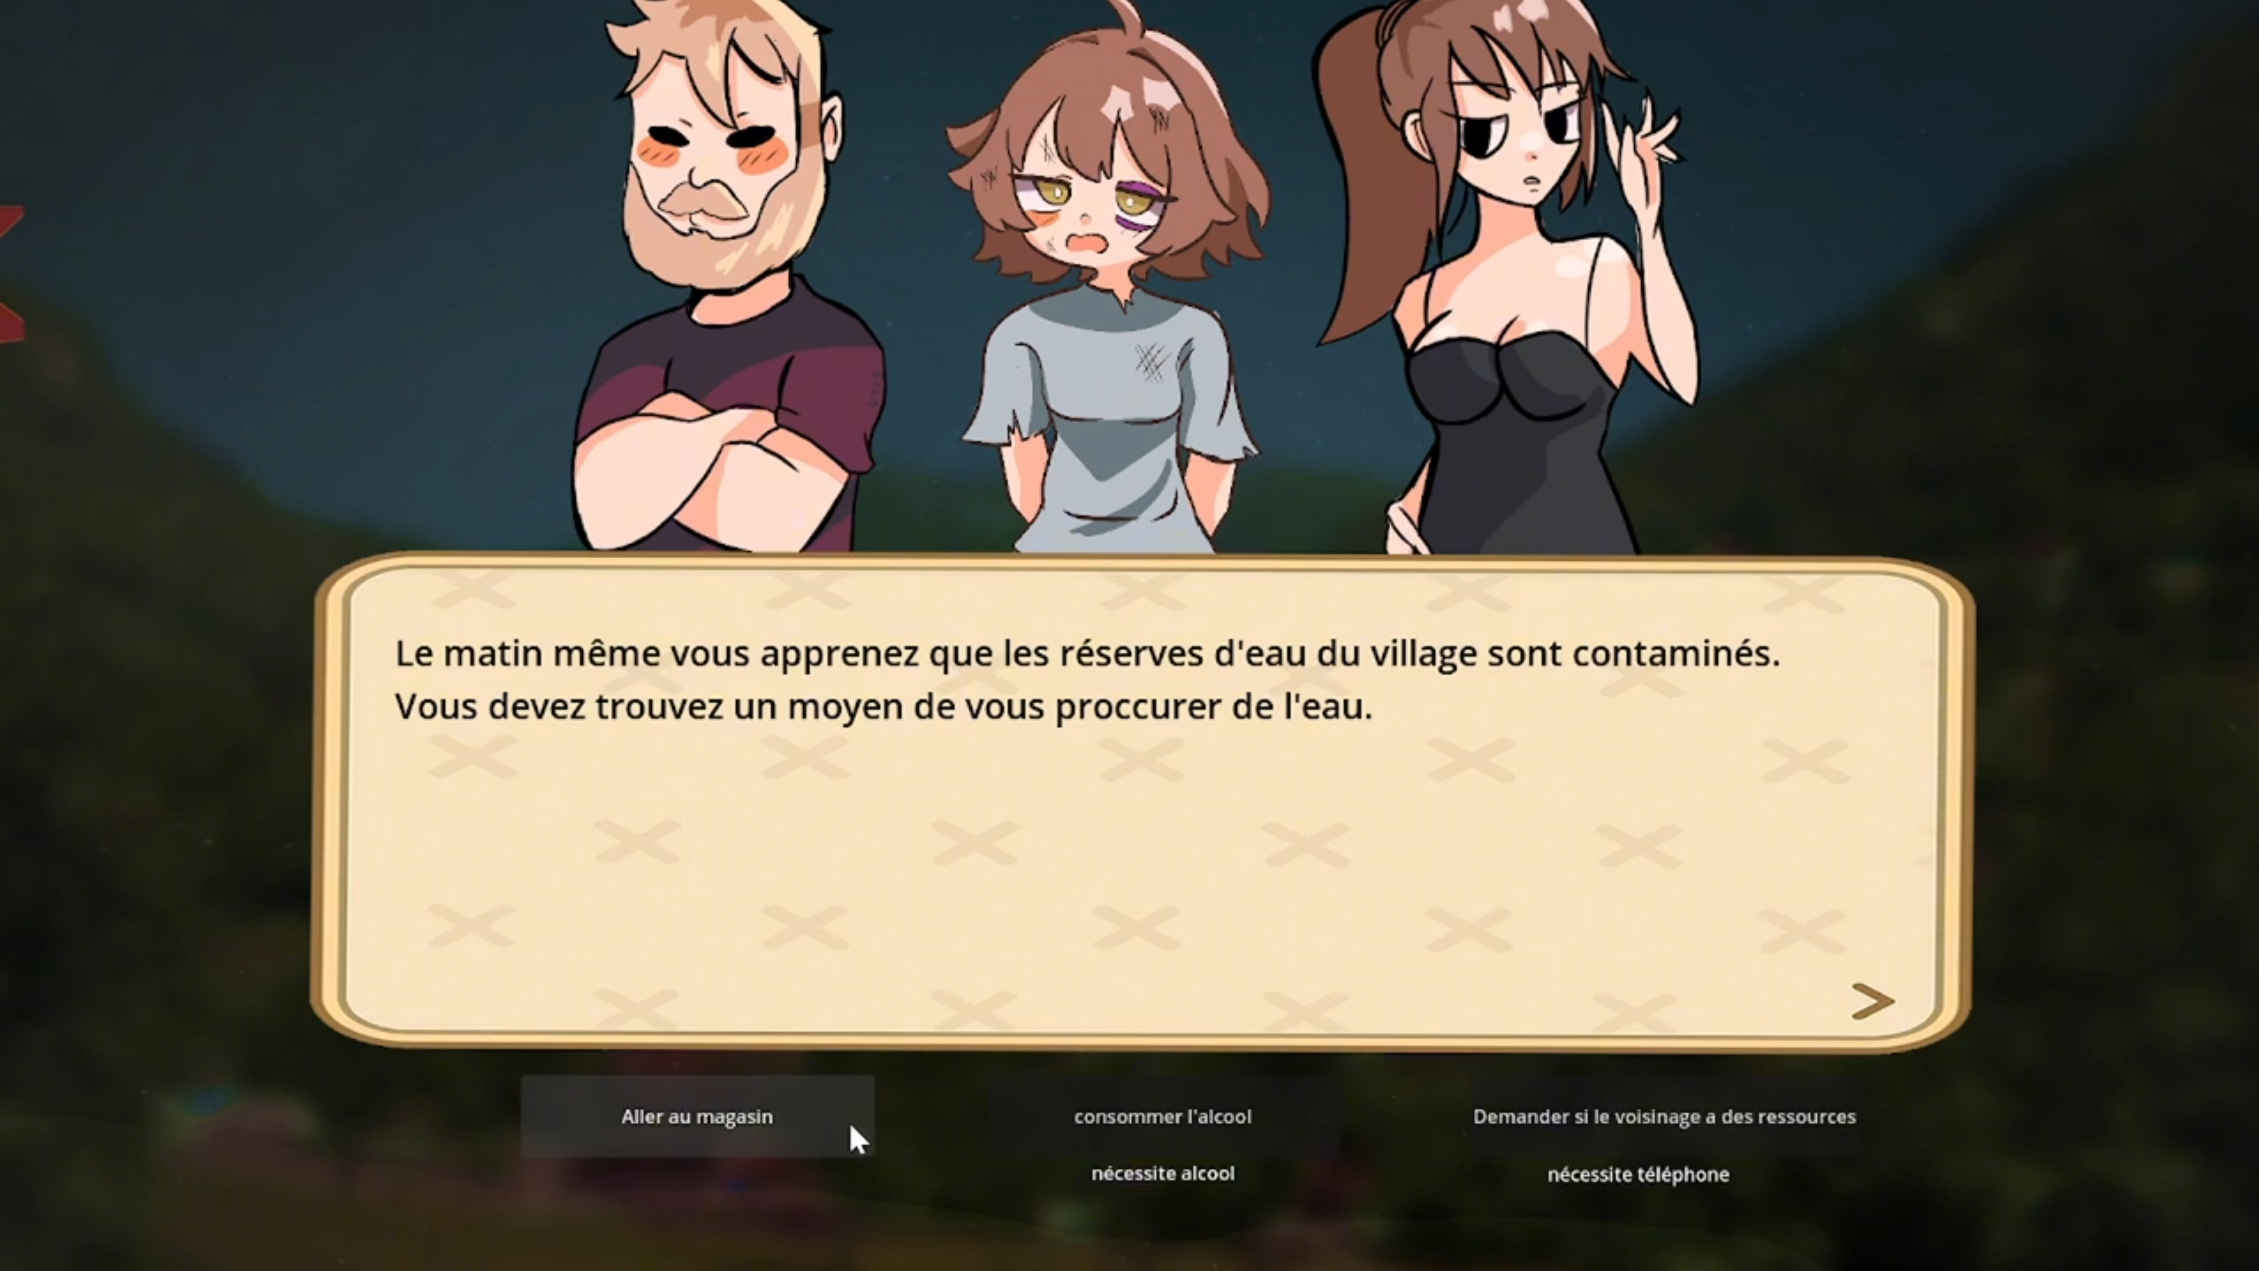 Le matin même vous apprenez que les réserves d'eau du village sont contaminés.
Vous devez trouvez un moyen de vous proccurer de l'eau.
Aller au magasin
consommer l'alcool
Demander si le voisinage a des ressources
nécessite alcool
nécessite téléphone